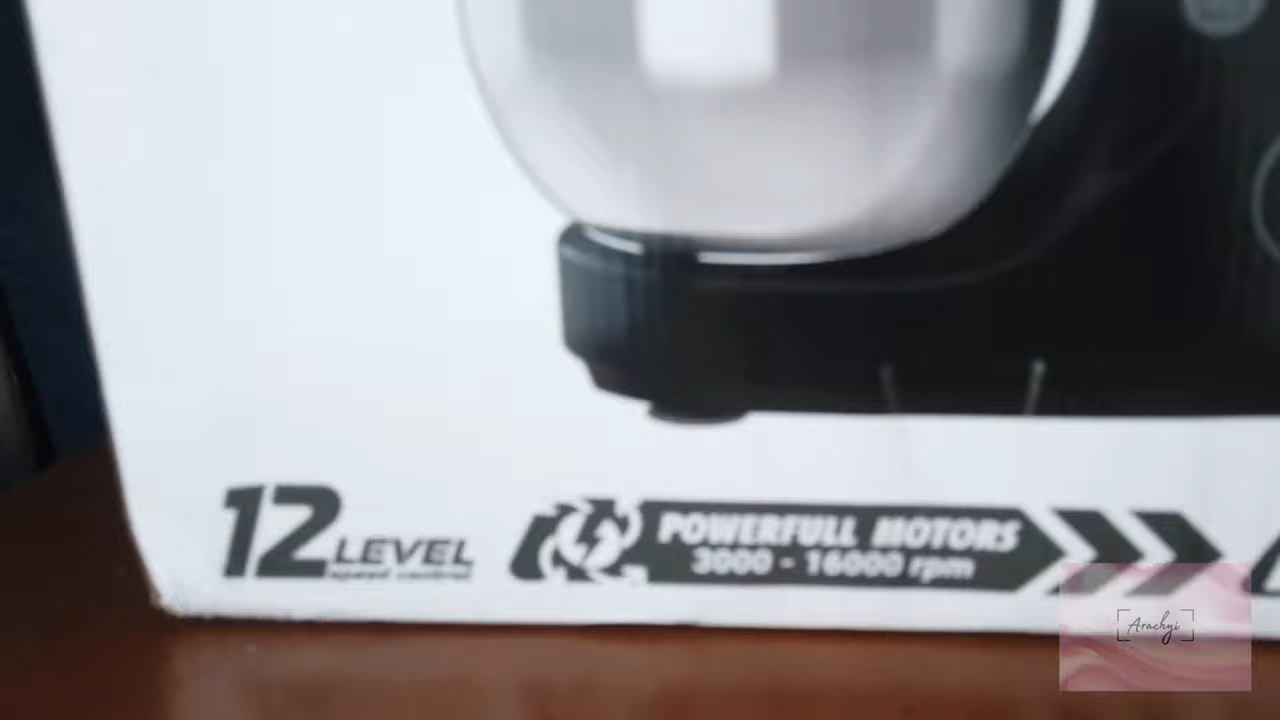 12 LEVEL
speed control
POWERFULL MOTORS
3000 - 16000 rpm
Arachyi